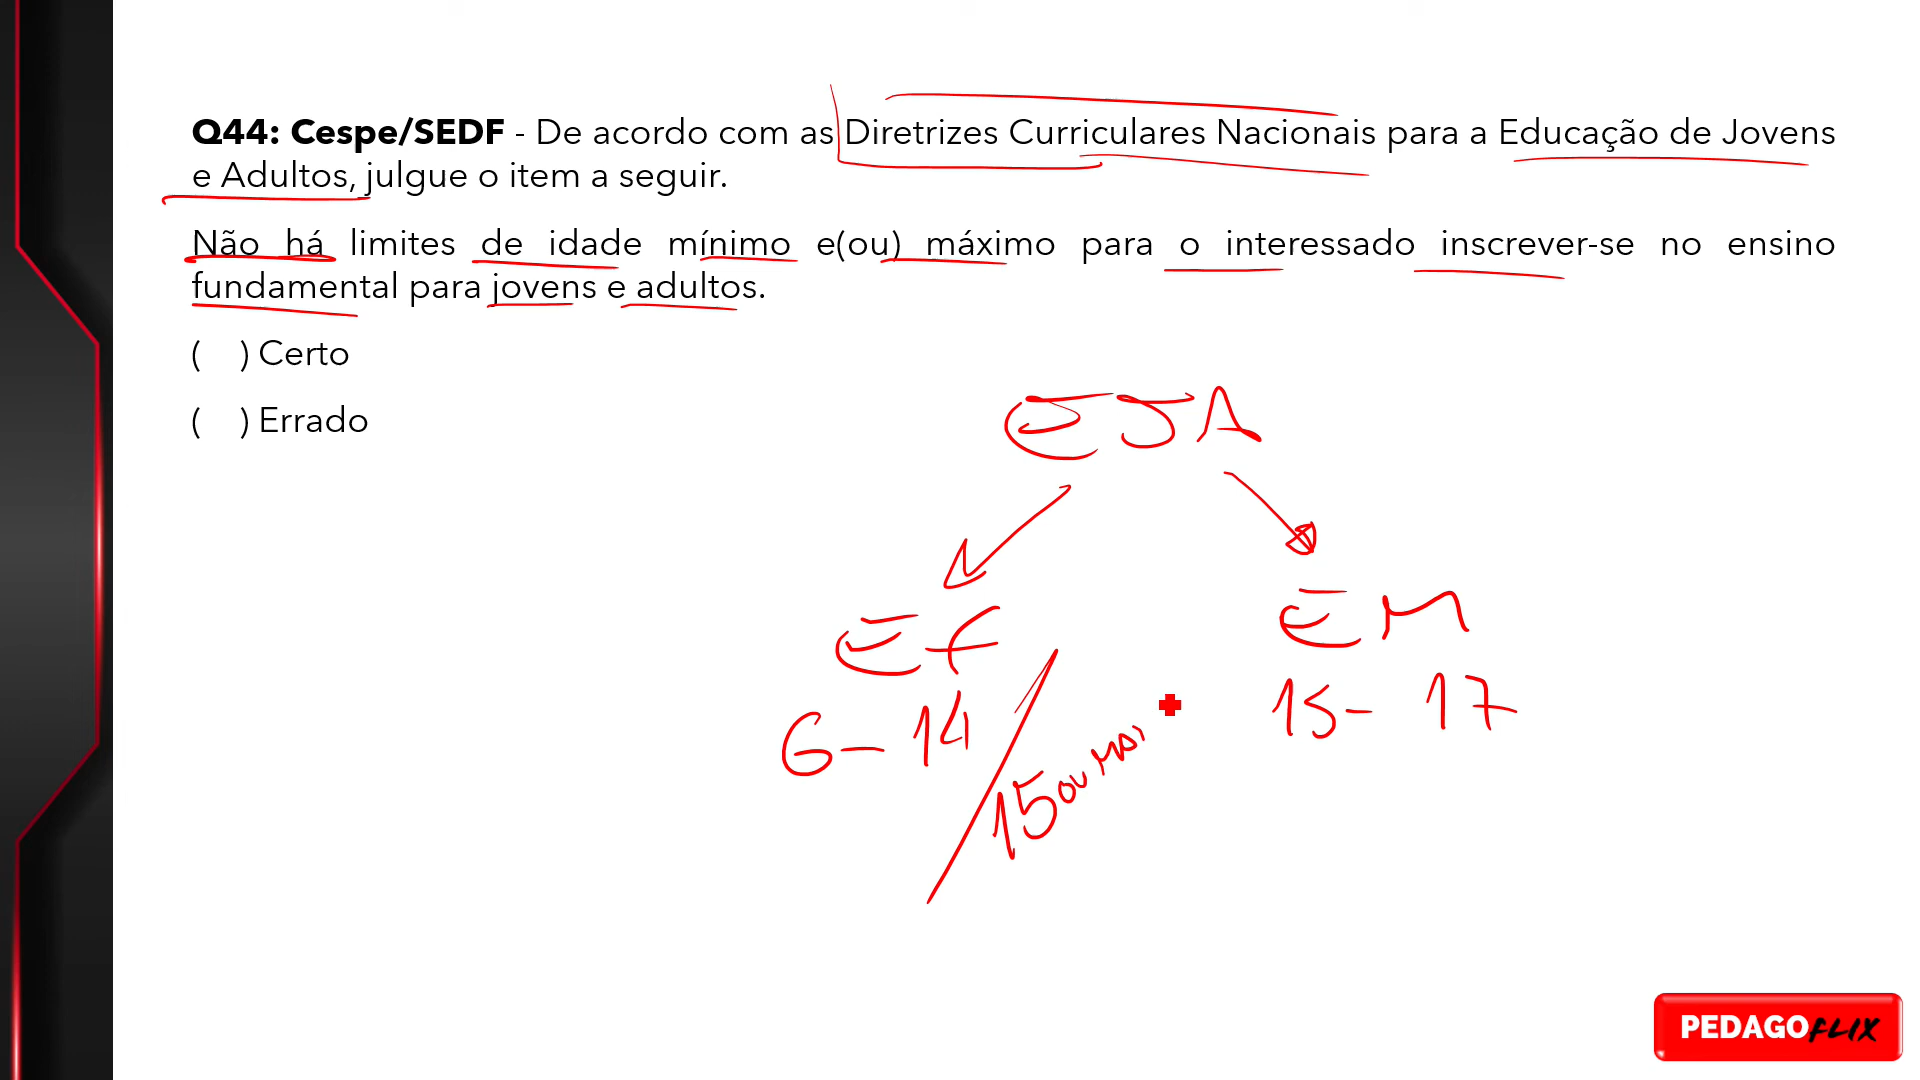 Q44: Cespe/SEDF - De acordo com as Diretrizes Curriculares Nacionais para a Educação de Jovens
e Adultos, julgue o item a seguir.
Não há limites de idade mínimo e(ou) máximo para o interessado inscrever-se no ensino
fundamental para jovens e adultos.
( ) Certo
( ) Errado
EJA
EF
EM
6-14
15-17
15 ou mais
PEDAGOFLIX